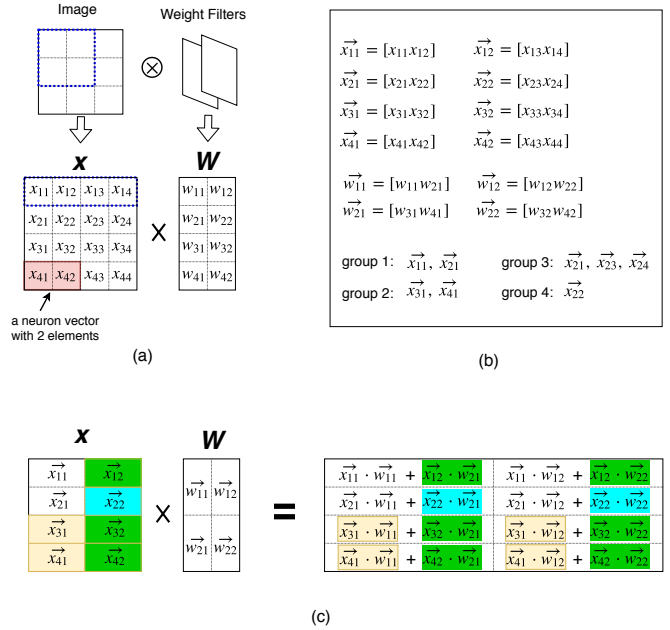 Image
Weight Filters
⊗
x
W
x₁₁ x₁₂ x₁₃ x₁₄
w₁₁ w₁₂
x₂₁ x₂₂ x₂₃ x₂₄
w₂₁ w₂₂
×
x₃₁ x₃₂ x₃₃ x₃₄
w₃₁ w₃₂
x₄₁ x₄₂ x₄₃ x₄₄
w₄₁ w₄₂
a neuron vector
with 2 elements
(a)
x⃗₁₁ = [x₁₁x₁₂] x⃗₁₂ = [x₁₃x₁₄]
x⃗₂₁ = [x₂₁x₂₂] x⃗₂₂ = [x₂₃x₂₄]
x⃗₃₁ = [x₃₁x₃₂] x⃗₃₂ = [x₃₃x₃₄]
x⃗₄₁ = [x₄₁x₄₂] x⃗₄₂ = [x₄₃x₄₄]
w⃗₁₁ = [w₁₁w₂₁] w⃗₁₂ = [w₁₂w₂₂]
w⃗₂₁ = [w₃₁w₄₁] w⃗₂₂ = [w₃₂w₄₂]
group 1: x⃗₁₁, x⃗₂₁ group 3: x⃗₂₁, x⃗₂₃, x⃗₂₄
group 2: x⃗₃₁, x⃗₄₁ group 4: x⃗₂₂
(b)
x
W
x⃗₁₁ x⃗₁₂
x⃗₂₁ x⃗₂₂
x⃗₃₁ x⃗₃₂
x⃗₄₁ x⃗₄₂
×
w⃗₁₁ w⃗₁₂
w⃗₂₁ w⃗₂₂
=
x⃗₁₁ · w⃗₁₁ + x⃗₁₂ · w⃗₂₁ x⃗₁₁ · w⃗₁₂ + x⃗₁₂ · w⃗₂₂
x⃗₂₁ · w⃗₁₁ + x⃗₂₂ · w⃗₂₁ x⃗₂₁ · w⃗₁₂ + x⃗₂₂ · w⃗₂₂
x⃗₃₁ · w⃗₁₁ + x⃗₃₂ · w⃗₂₁ x⃗₃₁ · w⃗₁₂ + x⃗₃₂ · w⃗₂₂
x⃗₄₁ · w⃗₁₁ + x⃗₄₂ · w⃗₂₁ x⃗₄₁ · w⃗₁₂ + x⃗₄₂ · w⃗₂₂
(c)